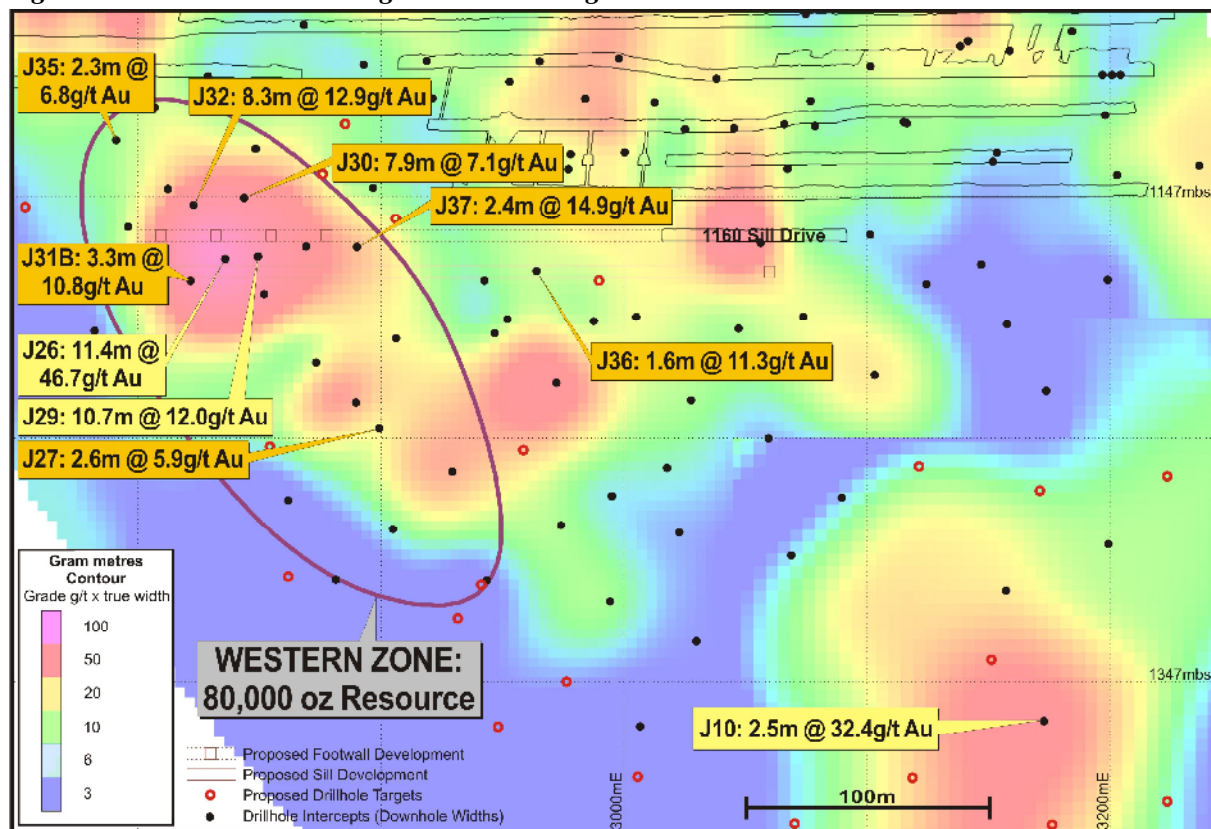 J35: 2.3m @
6.8g/t Au
J32: 8.3m @ 12.9g/t Au
J30: 7.9m @ 7.1g/t Au
J37: 2.4m @ 14.9g/t Au
1147mbs
1160 Sill Drive
J31B: 3.3m @
10.8g/t Au
J26: 11.4m @
46.7g/t Au
J36: 1.6m @ 11.3g/t Au
J29: 10.7m @ 12.0g/t Au
J27: 2.6m @ 5.9g/t Au
Gram metres
Contour
Grade g/t x true width
100
50
20
10
6
3
WESTERN ZONE:
80,000 oz Resource
1347mbs
J10: 2.5m @ 32.4g/t Au
Proposed Footwall Development
Proposed Sill Development
Proposed Drillhole Targets
Drillhole Intercepts (Downhole Widths)
3000mE
100m
3200mE